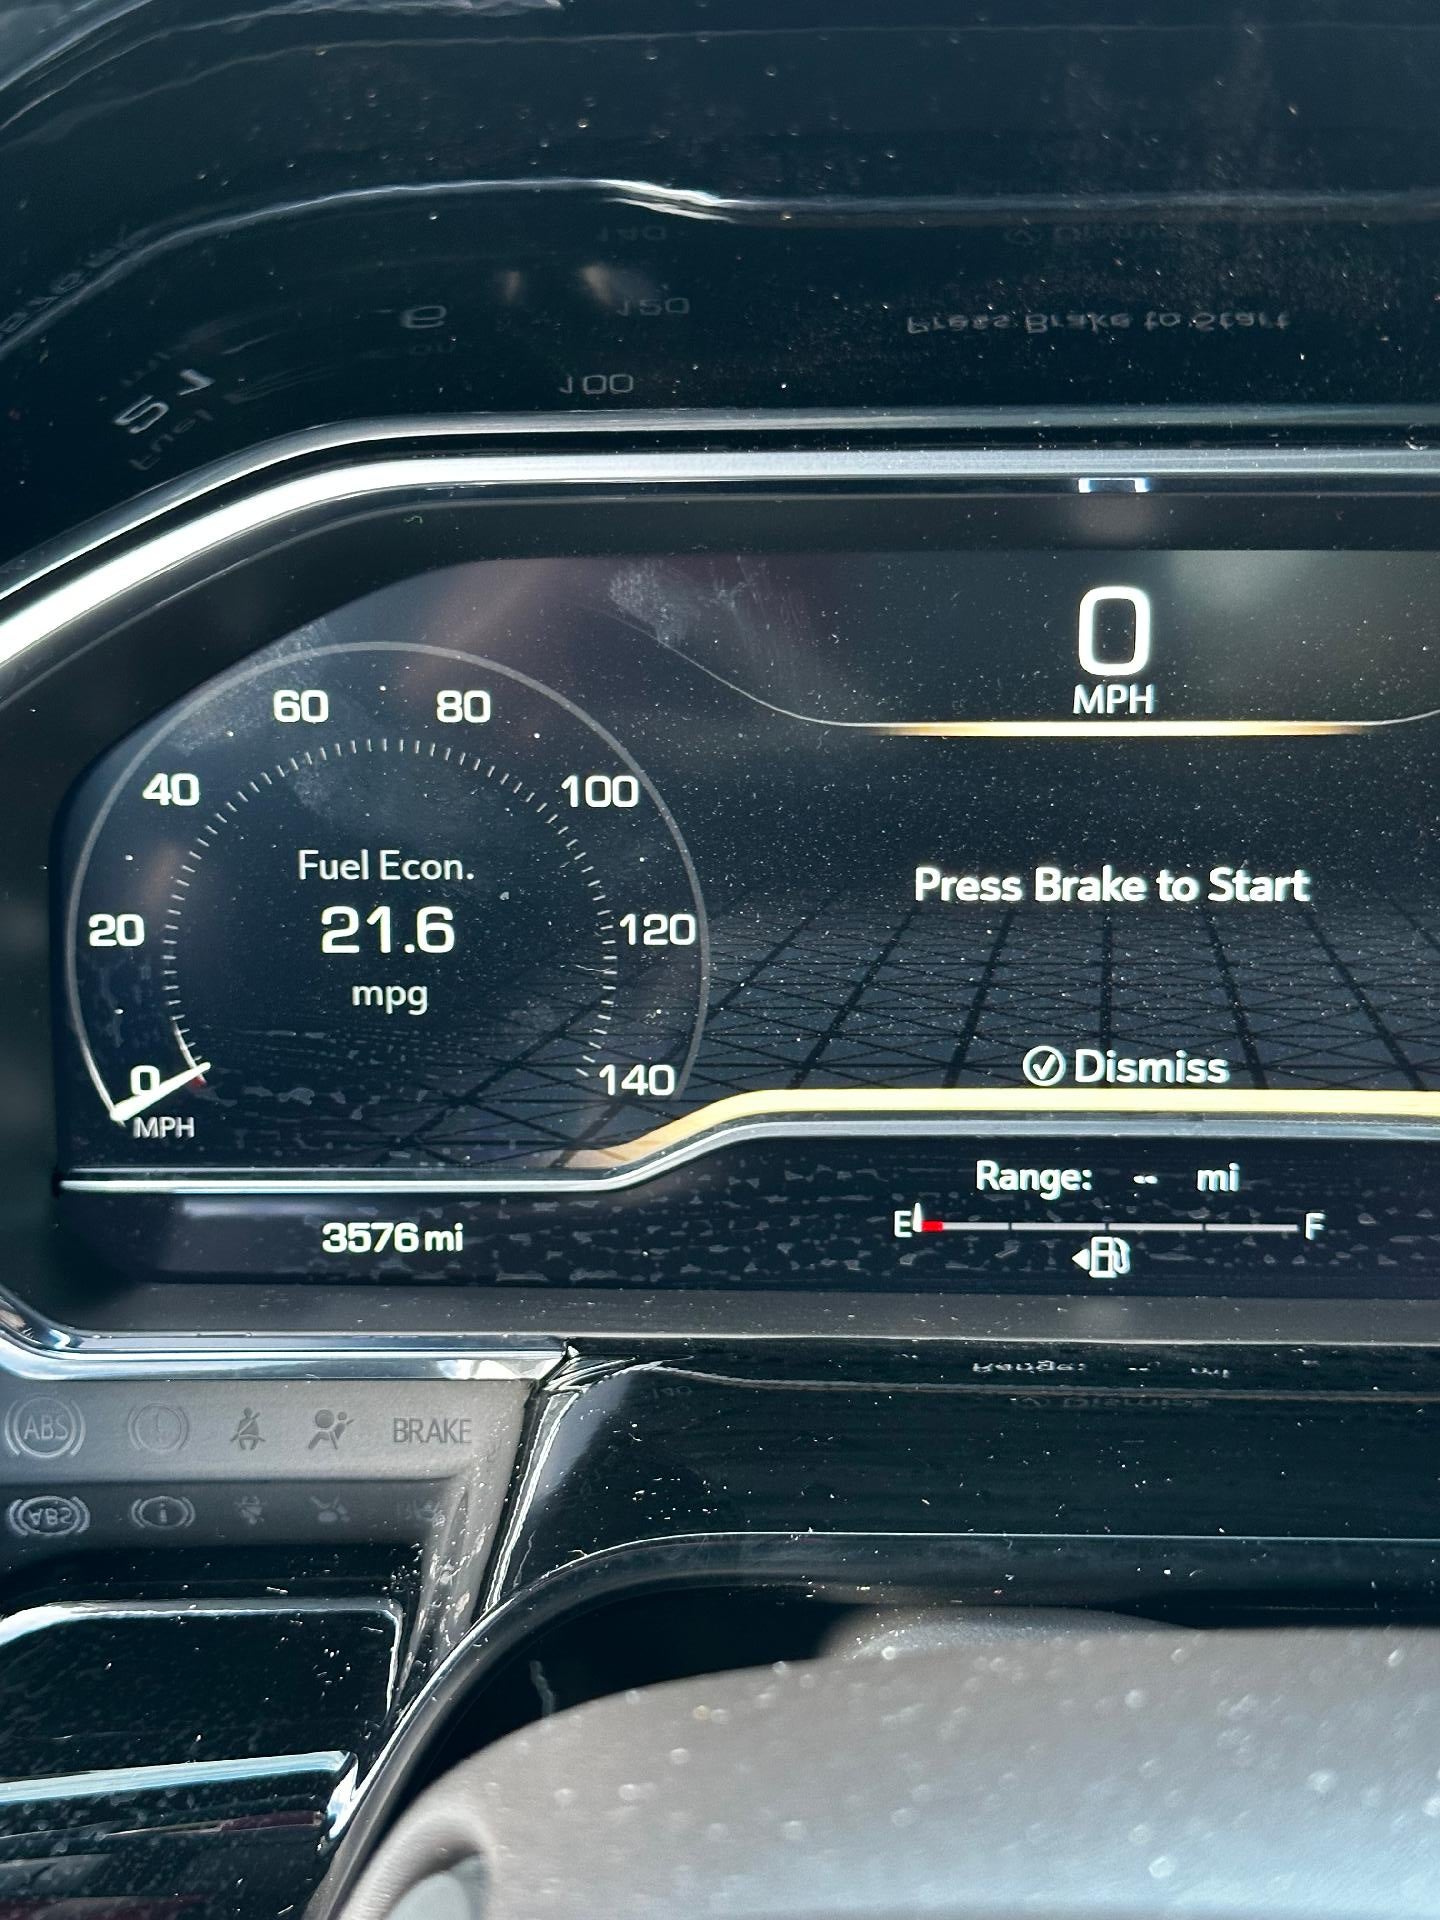 0
MPH
60 80
40 100
Fuel Econ.
20 21.6 120
mpg
0 140
MPH
Press Brake to Start
Dismiss
Range: -- mi
E F
3576 mi
ABS BRAKE